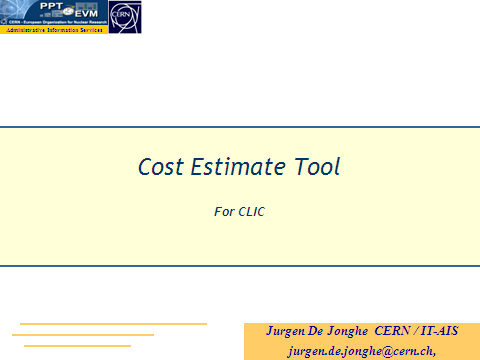 PPT
EVM
CERN - European Organization for Nuclear Research
CERN
Administrative Information Services
Cost Estimate Tool
For CLIC
Jurgen De Jonghe CERN / IT-AIS
jurgen.de.jonghe@cern.ch,